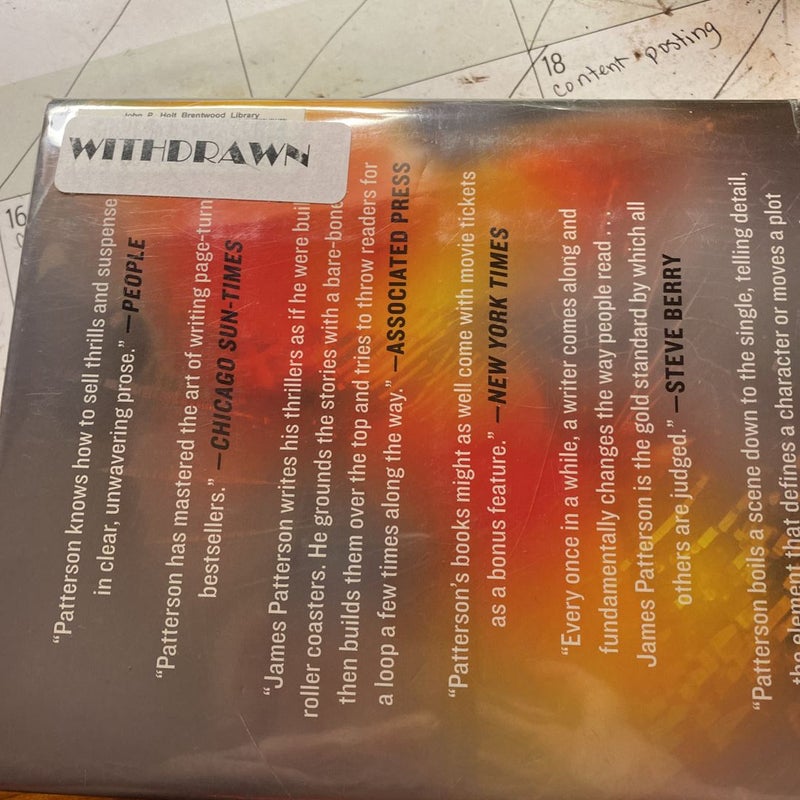 18
content posting
16
John P. Holt Brentwood Library
WITHDRAWN
“Patterson knows how to sell thrills and suspense
in clear, unwavering prose.” —PEOPLE
“Patterson has mastered the art of writing page-turn
bestsellers.” —CHICAGO SUN-TIMES
“James Patterson writes his thrillers as if he were buil
roller coasters. He grounds the stories with a bare-bone
then builds them over the top and tries to throw readers for
a loop a few times along the way.” —ASSOCIATED PRESS
“Patterson’s books might as well come with movie tickets
as a bonus feature.” —NEW YORK TIMES
“Every once in a while, a writer comes along and
fundamentally changes the way people read . . .
James Patterson is the gold standard by which all
others are judged.” —STEVE BERRY
“Patterson boils a scene down to the single, telling detail,
the element that defines a character or moves a plot